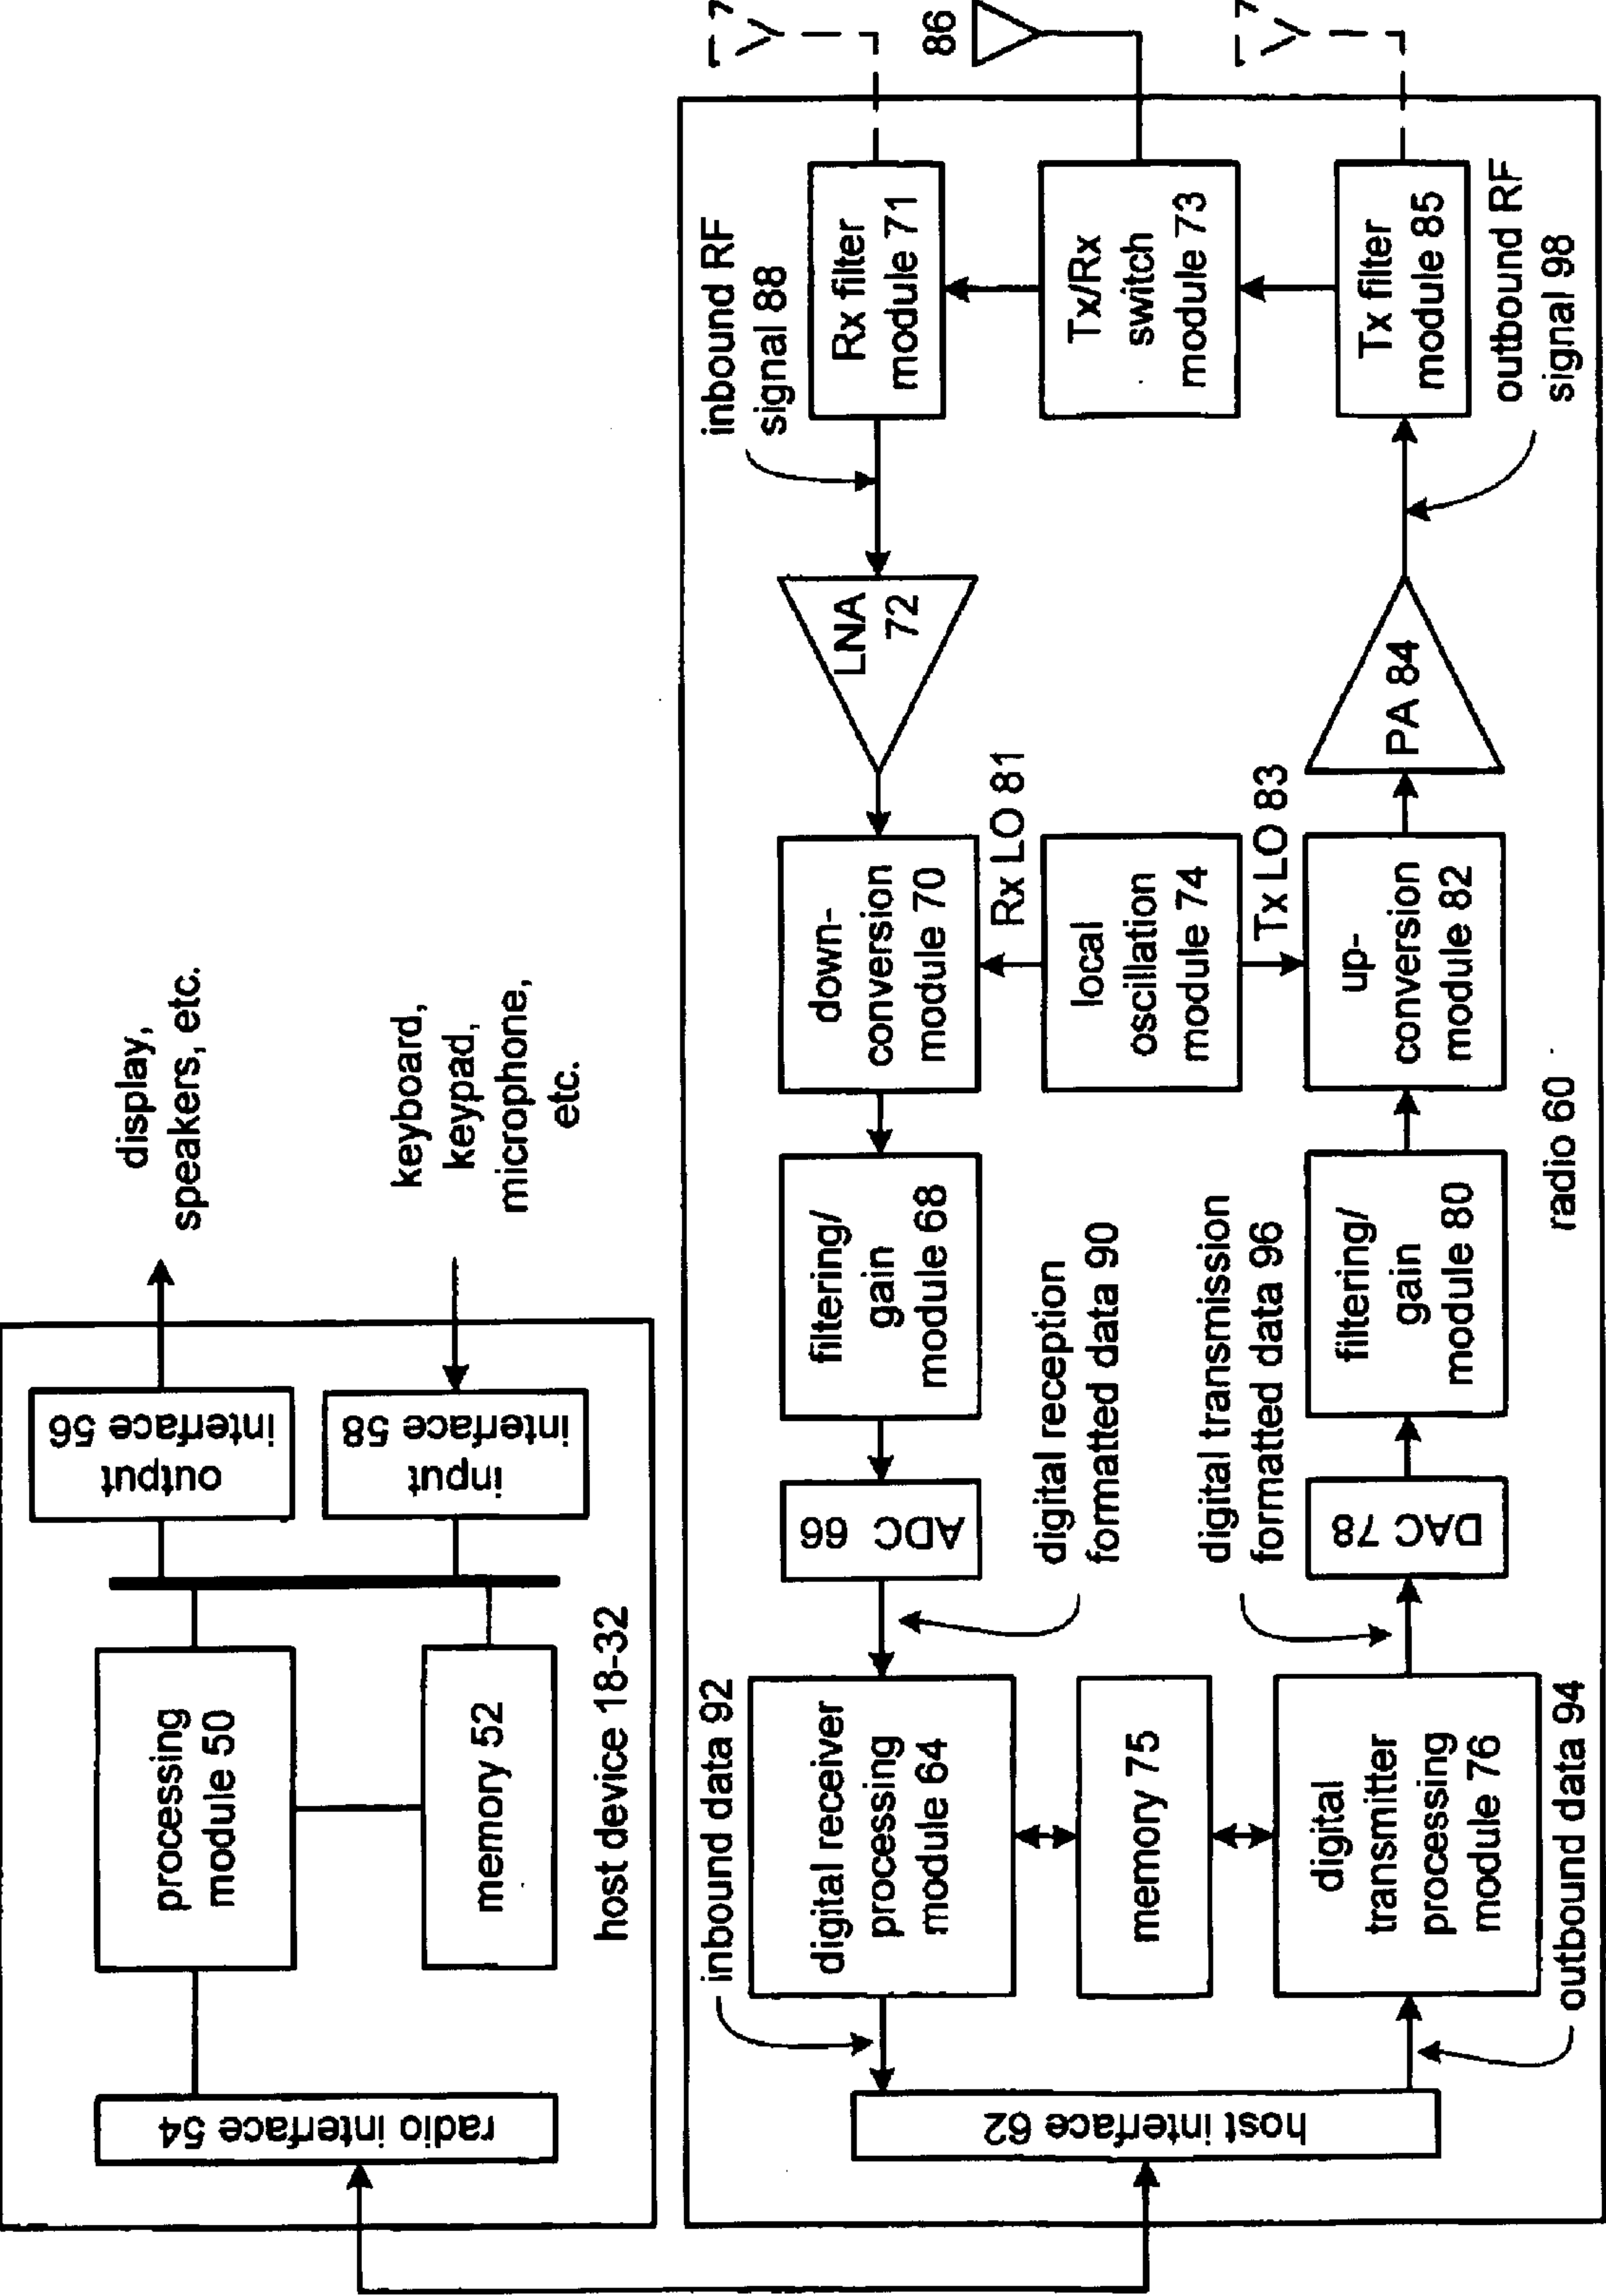 display,
speakers, etc.
keyboard,
keypad,
microphone,
etc.
output
interface 56
input
interface 58
processing
module 50
memory 52
radio interface 54
host device 18-32
86
inbound RF
signal 88
Rx filter
module 71
Tx/Rx
switch
module 73
Tx filter
module 85
outbound RF
signal 98
LNA
72
PA 84
down-
conversion
module 70
Rx LO 81
local
oscillation
module 74
Tx LO 83
up-
conversion
module 82
filtering/
gain
module 68
filtering/
gain
module 80
radio 60
ADC 66
digital reception
formatted data 90
digital transmission
formatted data 96
DAC 78
inbound data 92
digital receiver
processing
module 64
memory 75
digital
transmitter
processing
module 76
outbound data 94
host interface 62